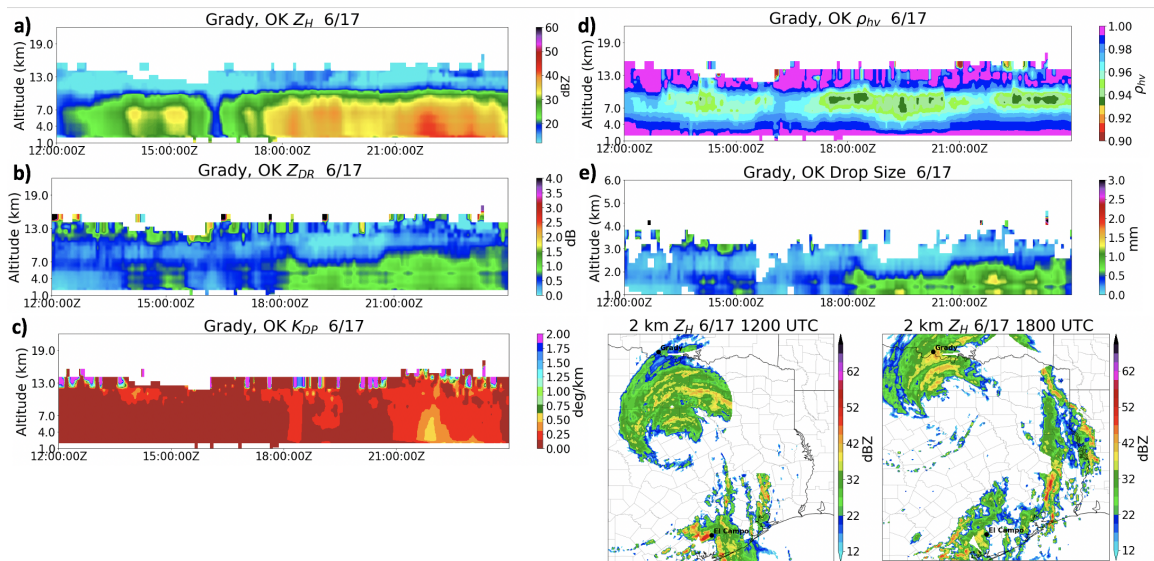 a) Grady, OK Z_H 6/17
Altitude (km)
19.0
13.0
7.0
4.0
1.0
12:00:00Z 15:00:00Z 18:00:00Z 21:00:00Z
60
50
40
30
20
dBZ
b) Grady, OK Z_DR 6/17
Altitude (km)
19.0
13.0
7.0
4.0
1.0
12:00:00Z 15:00:00Z 18:00:00Z 21:00:00Z
4.0
3.5
3.0
2.5
2.0
1.5
1.0
0.5
0.0
dB
c) Grady, OK K_DP 6/17
Altitude (km)
19.0
13.0
7.0
4.0
1.0
12:00:00Z 15:00:00Z 18:00:00Z 21:00:00Z
2.00
1.75
1.50
1.25
1.00
0.75
0.50
0.25
0.00
deg/km
d) Grady, OK ρ_hv 6/17
Altitude (km)
19.0
13.0
7.0
4.0
1.0
12:00:00Z 15:00:00Z 18:00:00Z 21:00:00Z
1.00
0.98
0.96
0.94
0.92
0.90
ρ_hv
e) Grady, OK Drop Size 6/17
Altitude (km)
6.0
5.0
4.0
3.0
2.0
1.0
12:00:00Z 15:00:00Z 18:00:00Z 21:00:00Z
3.0
2.5
2.0
1.5
1.0
0.5
0.0
mm
2 km Z_H 6/17 1200 UTC
Grady
El Campo
62
52
42
32
22
12
dBZ
2 km Z_H 6/17 1800 UTC
Grady
El Campo
62
52
42
32
22
12
dBZ